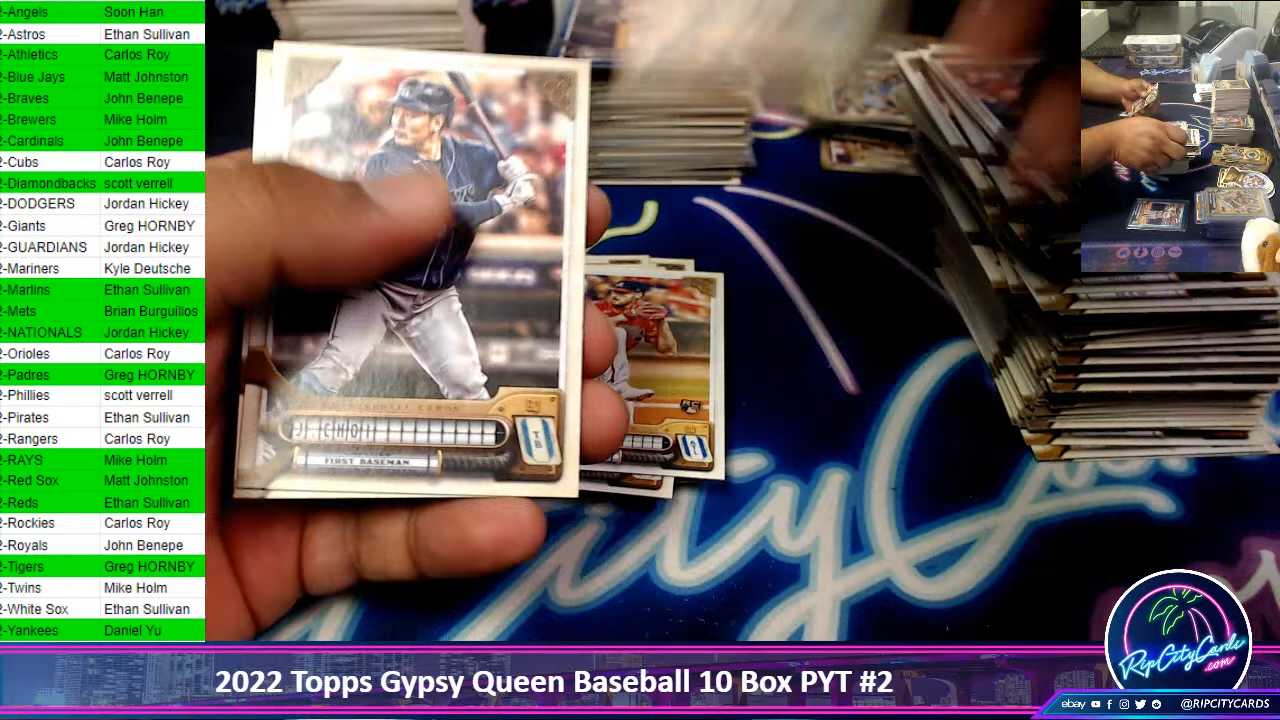 2-Angels Soon Han
2-Astros Ethan Sullivan
2-Athletics Carlos Roy
2-Blue Jays Matt Johnston
2-Braves John Benepe
2-Brewers Mike Holm
2-Cardinals John Benepe
2-Cubs Carlos Roy
2-Diamondbacks scott verrell
2-DODGERS Jordan Hickey
2-Giants Greg HORNBY
2-GUARDIANS Jordan Hickey
2-Mariners Kyle Deutsche
2-Marlins Ethan Sullivan
2-Mets Brian Burguillos
2-NATIONALS Jordan Hickey
2-Orioles Carlos Roy
2-Padres Greg HORNBY
2-Phillies scott verrell
2-Pirates Ethan Sullivan
2-Rangers Carlos Roy
2-RAYS Mike Holm
2-Red Sox Matt Johnston
2-Reds Ethan Sullivan
2-Rockies Carlos Roy
2-Royals John Benepe
2-Tigers Greg HORNBY
2-Twins Mike Holm
2-White Sox Ethan Sullivan
2-Yankees Daniel Yu
J. CHOI
FIRST BASEMAN
TB
2022 Topps Gypsy Queen Baseball 10 Box PYT #2
RipCityCards
.com
ebay
@RIPCITYCARDS